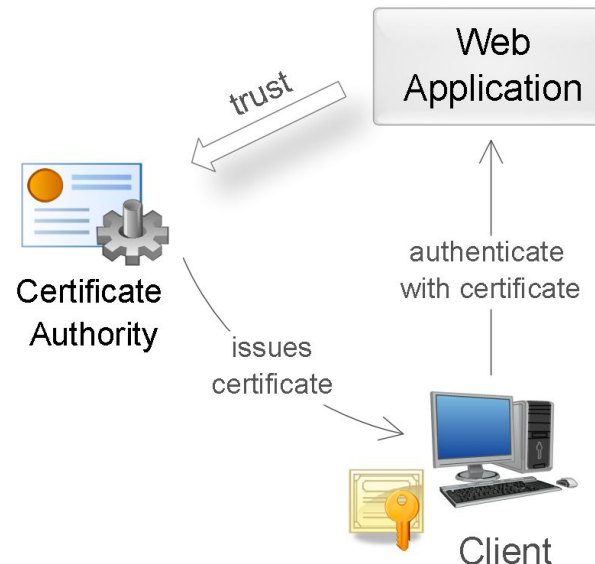 Web
Application
trust
Certificate
Authority
authenticate
with certificate
issues
certificate
Client